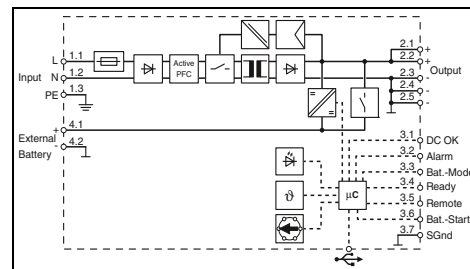 L 1.1
Input N 1.2
PE 1.3
Active PFC
2.1 +
2.2 +
2.3 -
2.4 -
2.5 -
Output
External Battery
+ 4.1
- 4.2
ϑ
µC
3.1 DC OK
3.2 Alarm
3.3 Bat.-Mode
3.4 Ready
3.5 Remote
3.6 Bat.-Start
3.7 SGnd